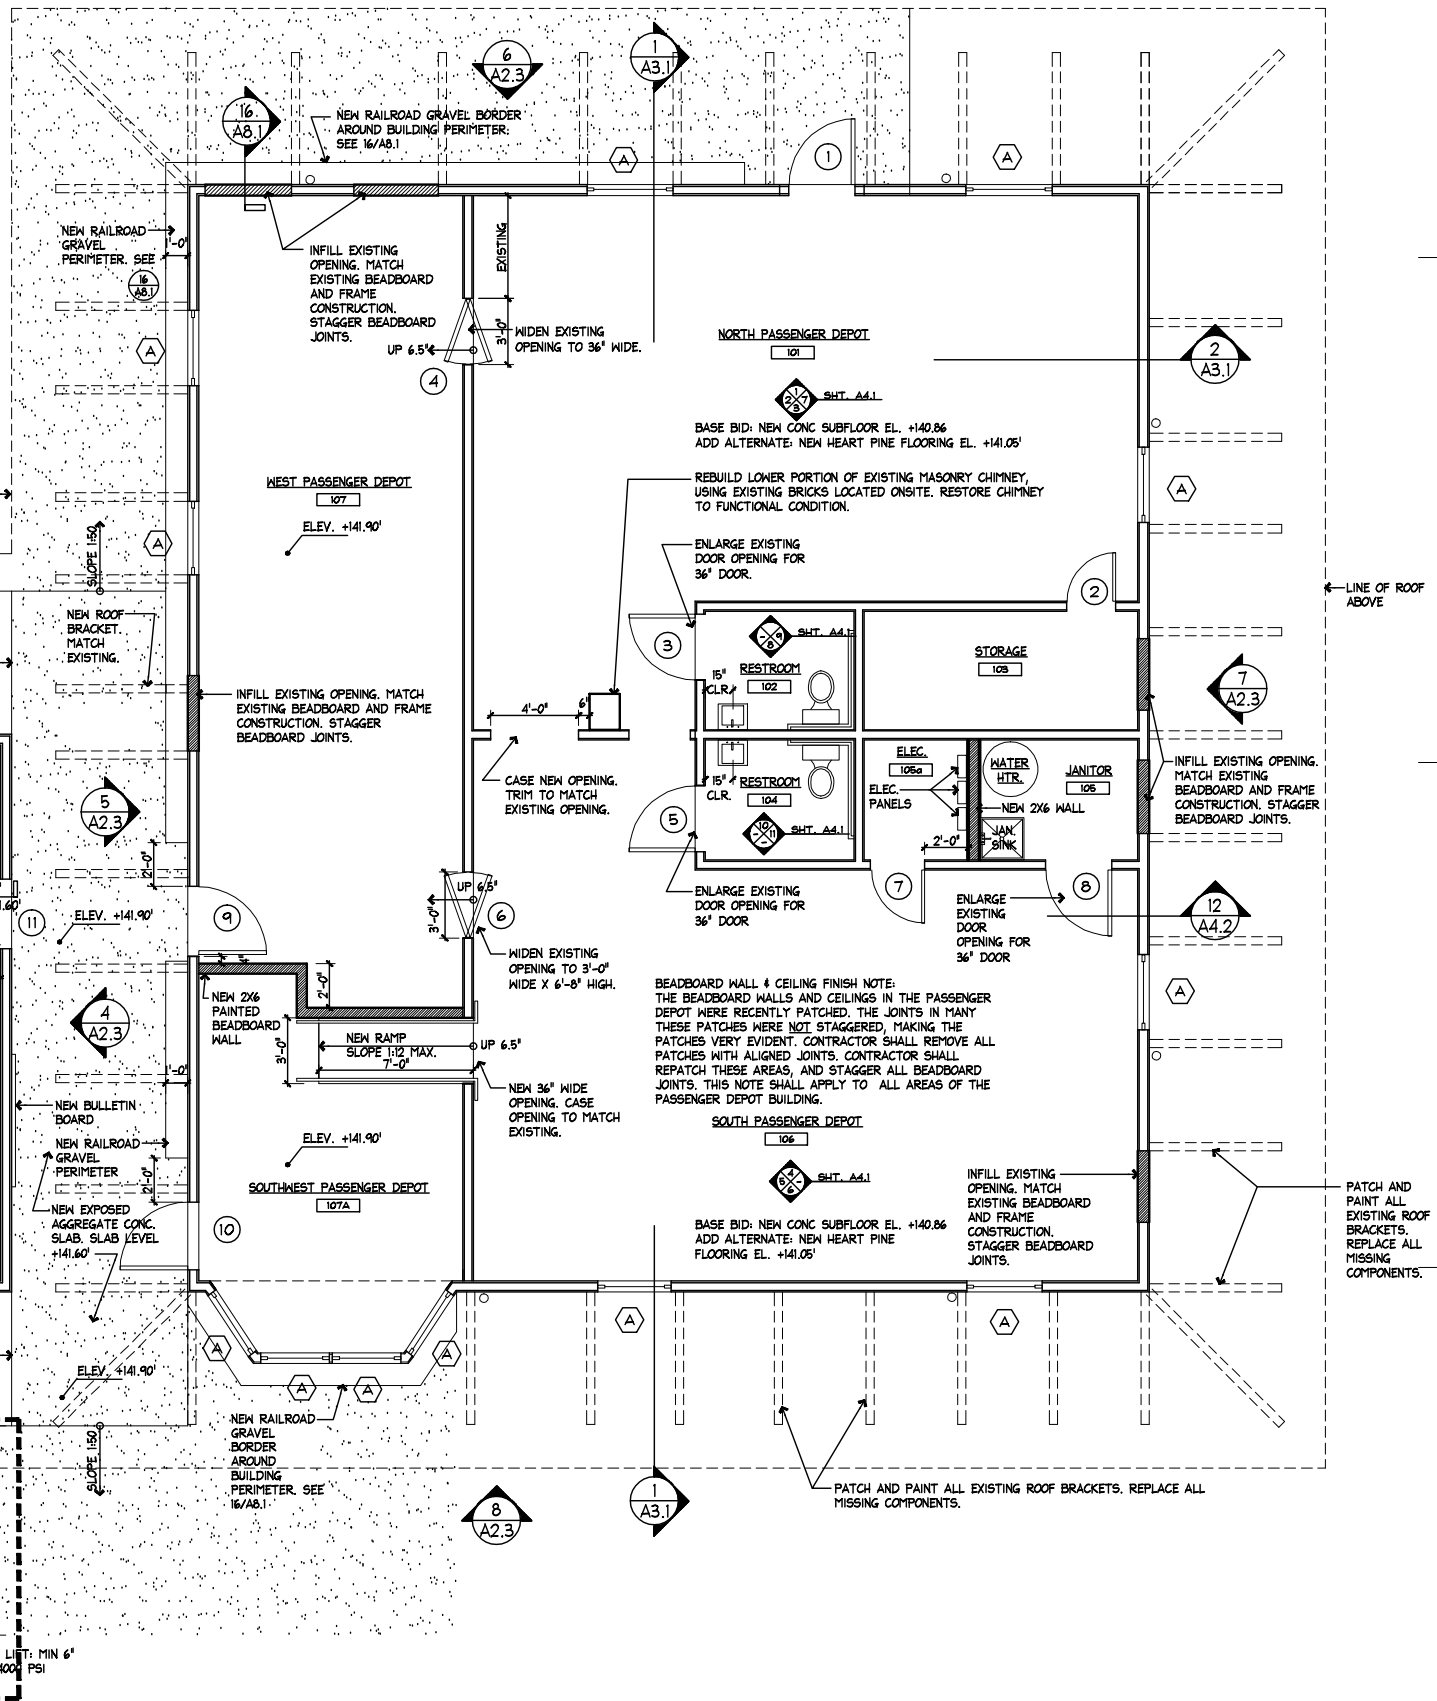 6
A2.3
1
A3.1
16
A8.1
NEW RAILROAD GRAVEL BORDER
AROUND BUILDING PERIMETER.
SEE 16/A8.1
A
1
A
NEW RAILROAD
GRAVEL
PERIMETER. SEE
16
A8.1
1'-0"
INFILL EXISTING
OPENING. MATCH
EXISTING BEADBOARD
AND FRAME
CONSTRUCTION.
STAGGER BEADBOARD
JOINTS.
EXISTING
3'-0"
WIDEN EXISTING
OPENING TO 36" WIDE.
UP 6.5"
4
A
NORTH PASSENGER DEPOT
101
2
A3.1
1
2
7
3
SHT. A4.1
BASE BID: NEW CONC SUBFLOOR EL. +140.86
ADD ALTERNATE: NEW HEART PINE FLOORING EL. +141.05'
REBUILD LOWER PORTION OF EXISTING MASONRY CHIMNEY,
USING EXISTING BRICKS LOCATED ONSITE. RESTORE CHIMNEY
TO FUNCTIONAL CONDITION.
WEST PASSENGER DEPOT
107
ELEV. +141.90'
A
A
SLOPE 1:50
ENLARGE EXISTING
DOOR OPENING FOR
36" DOOR.
2
LINE OF ROOF
ABOVE
NEW ROOF
BRACKET.
MATCH
EXISTING.
3
-
9
-
8
SHT. A4.1
RESTROOM
102
15"
CLR.
STORAGE
103
7
A2.3
INFILL EXISTING OPENING. MATCH
EXISTING BEADBOARD AND FRAME
CONSTRUCTION. STAGGER
BEADBOARD JOINTS.
4'-0"
6"
CASE NEW OPENING.
TRIM TO MATCH
EXISTING OPENING.
15"
CLR.
RESTROOM
104
10
-
11
-
SHT. A4.1
5
ELEC.
105a
ELEC.
PANELS
2'-0"
WATER
HTR.
JANITOR
105
NEW 2X6 WALL
JAN.
SINK
INFILL EXISTING OPENING.
MATCH EXISTING
BEADBOARD AND FRAME
CONSTRUCTION. STAGGER
BEADBOARD JOINTS.
5
A2.3
2'-0"
UP 6.5"
3'-0"
6
ENLARGE EXISTING
DOOR OPENING FOR
36" DOOR
7
8
ENLARGE
EXISTING
DOOR
OPENING FOR
36" DOOR
12
A4.2
11
ELEV. +141.90'
9
4"
WIDEN EXISTING
OPENING TO 3'-0"
WIDE X 6'-8" HIGH.
A
NEW 2X6
PAINTED
BEADBOARD
WALL
2'-0"
4
A2.3
BEADBOARD WALL & CEILING FINISH NOTE:
THE BEADBOARD WALLS AND CEILINGS IN THE PASSENGER
DEPOT WERE RECENTLY PATCHED. THE JOINTS IN MANY
THESE PATCHES WERE NOT STAGGERED, MAKING THE
PATCHES VERY EVIDENT. CONTRACTOR SHALL REMOVE ALL
PATCHES WITH ALIGNED JOINTS. CONTRACTOR SHALL
REPATCH THESE AREAS, AND STAGGER ALL BEADBOARD
JOINTS. THIS NOTE SHALL APPLY TO ALL AREAS OF THE
PASSENGER DEPOT BUILDING.
3'-0"
NEW RAMP
SLOPE 1:12 MAX.
7'-0"
UP 6.5"
1'-0"
NEW 36" WIDE
OPENING. CASE
OPENING TO MATCH
EXISTING.
NEW BULLETIN
BOARD
NEW RAILROAD
GRAVEL
PERIMETER
2'-0"
ELEV. +141.90'
SOUTH PASSENGER DEPOT
106
4
5
-
6
SHT. A4.1
SOUTHWEST PASSENGER DEPOT
107A
INFILL EXISTING
OPENING. MATCH
EXISTING BEADBOARD
AND FRAME
CONSTRUCTION.
STAGGER BEADBOARD
JOINTS.
PATCH AND
PAINT ALL
EXISTING ROOF
BRACKETS.
REPLACE ALL
MISSING
COMPONENTS.
NEW EXPOSED
AGGREGATE CONC.
SLAB. SLAB LEVEL
+141.60'
10
BASE BID: NEW CONC SUBFLOOR EL. +140.86
ADD ALTERNATE: NEW HEART PINE
FLOORING EL. +141.05'
A
A
A
A
A
A
ELEV. +141.90'
SLOPE 1:50
NEW RAILROAD
GRAVEL
BORDER
AROUND
BUILDING
PERIMETER. SEE
16/A8.1
8
A2.3
1
A3.1
PATCH AND PAINT ALL EXISTING ROOF BRACKETS. REPLACE ALL
MISSING COMPONENTS.
LIFT: MIN 6"
PSI